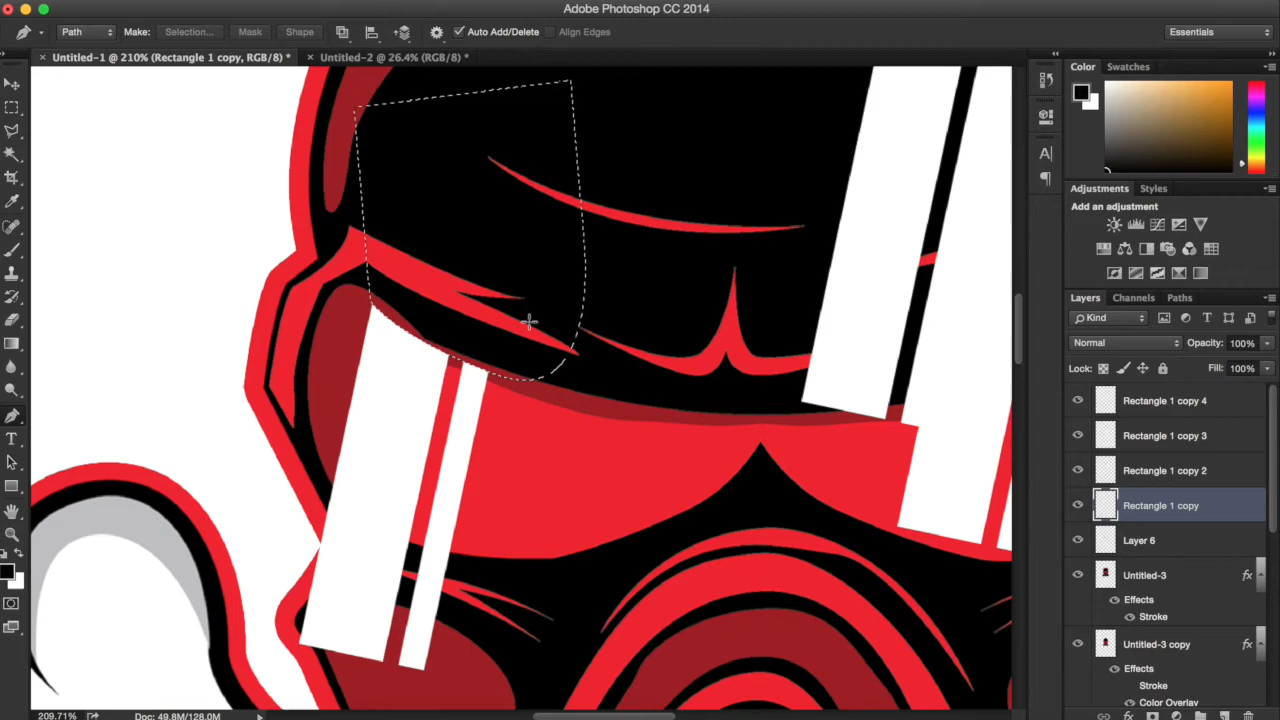 Adobe Photoshop CC 2014
Path
Make:
Selection...
Mask
Shape
Auto Add/Delete
Align Edges
Essentials
Untitled-1 @ 210% (Rectangle 1 copy, RGB/8) *
Untitled-2 @ 26.4% (RGB/8) *
Color
Swatches
Adjustments
Styles
Add an adjustment
Layers
Channels
Paths
Kind
Normal
Opacity: 100%
Lock:
Fill: 100%
Rectangle 1 copy 4
Rectangle 1 copy 3
Rectangle 1 copy 2
Rectangle 1 copy
Layer 6
Untitled-3
fx
Effects
Stroke
Untitled-3 copy
fx
Effects
Stroke
Color Overlay
209.71%
Doc: 49.8M/128.0M